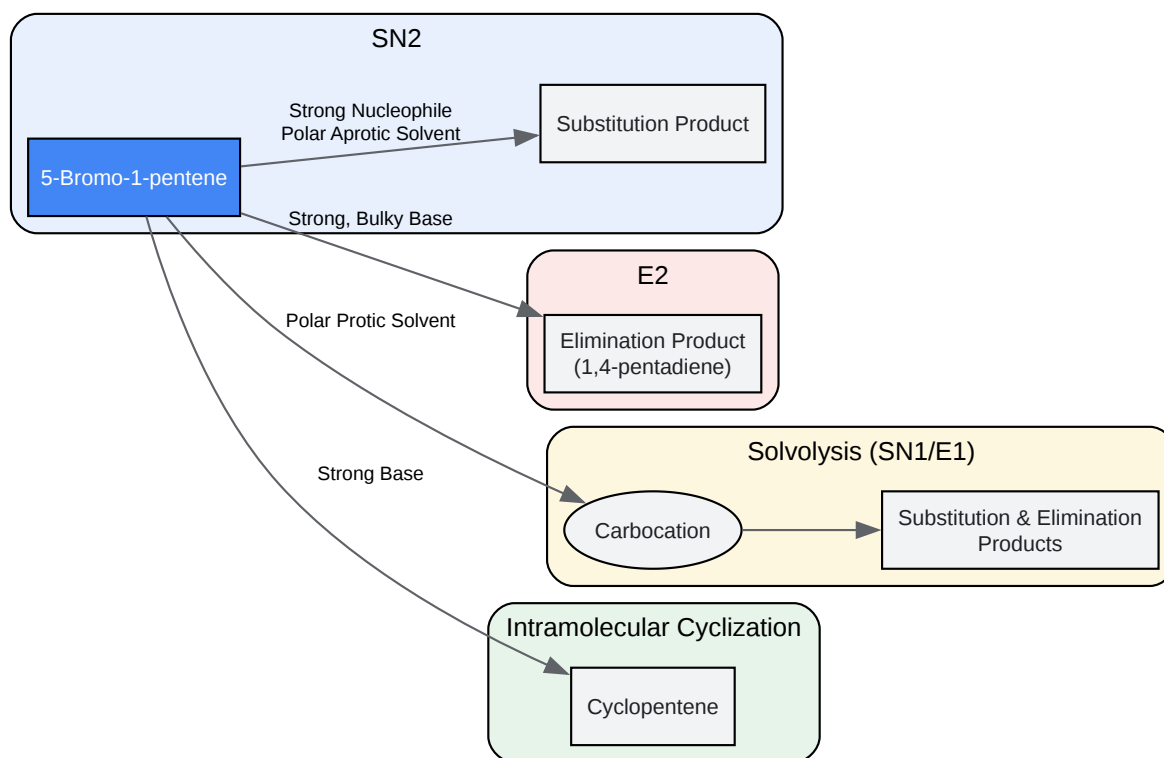 SN2
Strong Nucleophile
Polar Aprotic Solvent
Substitution Product
5-Bromo-1-pentene
Strong, Bulky Base
E2
Polar Protic Solvent
Elimination Product
(1,4-pentadiene)
Solvolysis (SN1/E1)
Strong Base
Carbocation
Substitution & Elimination
Products
Intramolecular Cyclization
Cyclopentene